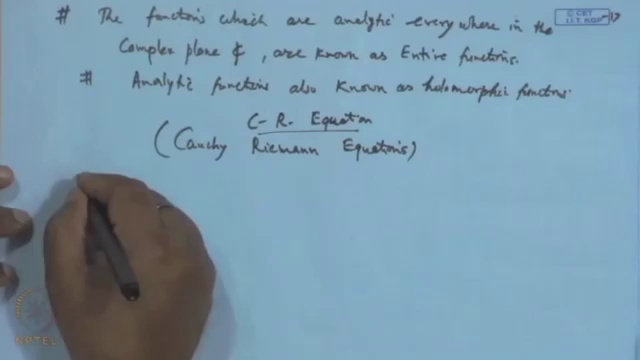 # The functions which are analytic everywhere in the
Complex plane ₵, are known as Entire functions.
# Analytic functions also known as holomorphic functions.
C-R. Equation
(Cauchy Riemann Equations)
© CET
I.I.T. KGP
NPTEL